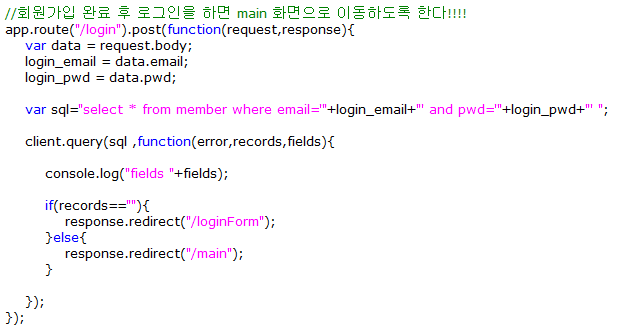 //회원가입 완료 후 로그인을 하면 main 화면으로 이동하도록 한다!!!!
app.route("/login").post(function(request,response){
var data = request.body;
login_email = data.email;
login_pwd = data.pwd;
var sql="select * from member where email='"+login_email+"' and pwd='"+login_pwd+"' ";
client.query(sql ,function(error,records,fields){
console.log("fields "+fields);
if(records==""){
response.redirect("/loginForm");
}else{
response.redirect("/main");
}
});
});